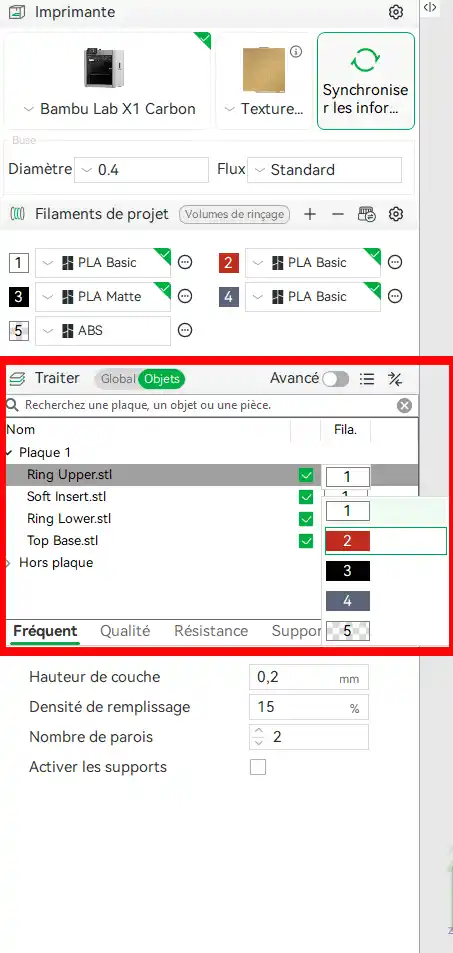 Imprimante
Bambu Lab X1 Carbon
Texture...
Synchronise
r les infor...
Buse
Diamètre 0.4 Flux Standard
Filaments de projet Volumes de rinçage
1 PLA Basic 2 PLA Basic
3 PLA Matte 4 PLA Basic
5 ABS
Traiter Global Objets Avancé
Recherchez une plaque, un objet ou une pièce.
Nom Fila.
Plaque 1
Ring Upper.stl 1
Soft Insert.stl
Ring Lower.stl
Top Base.stl
Hors plaque
1
2
3
4
5
Fréquent Qualité Résistance Suppor
Hauteur de couche 0,2 mm
Densité de remplissage 15 %
Nombre de parois 2
Activer les supports
z